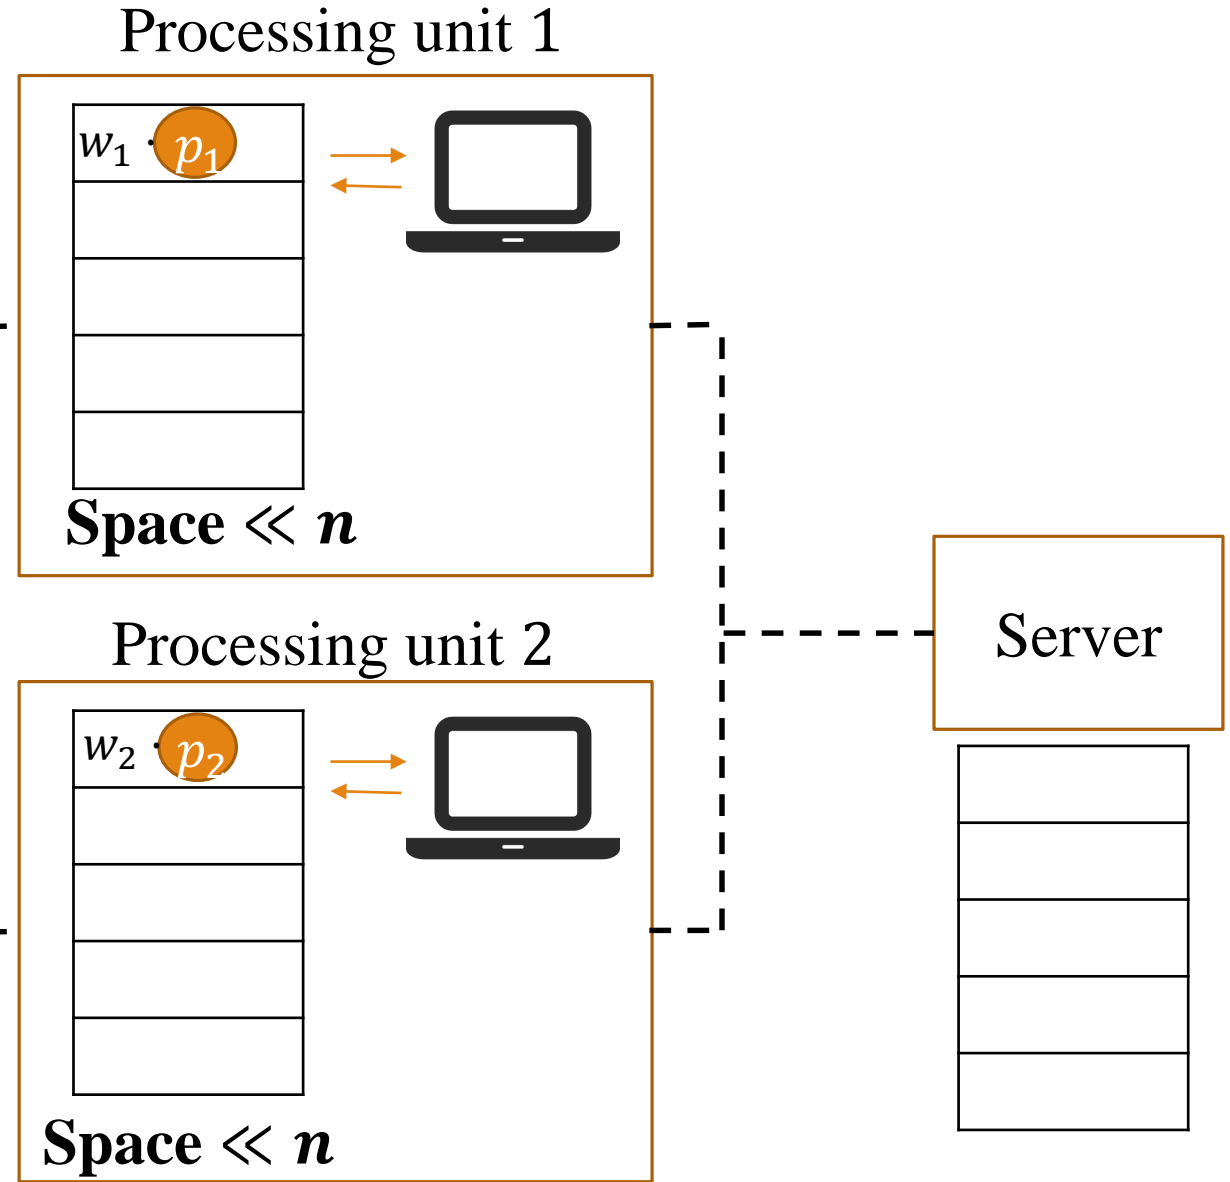 Processing unit 1
w₁ · p₁
Space ≪ n
Processing unit 2
w₂ · p₂
Space ≪ n
Server